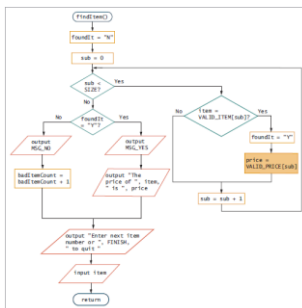 findItem()
foundIt = "N"
sub = 0
sub =
SIZE?
No
Yes
foundIt
= "Y"?
No
Yes
item =
VALID_ITEM[sub]?
No
Yes
output
MSG_NO
output
MSG_YES
foundIt = "Y"
badItemCount =
badItemCount + 1
output "The
price of ", item,
" is ", price
price =
VALID_PRICE[sub]
sub = sub + 1
output "Enter next item
number or ", FINISH,
" to quit "
input item
return